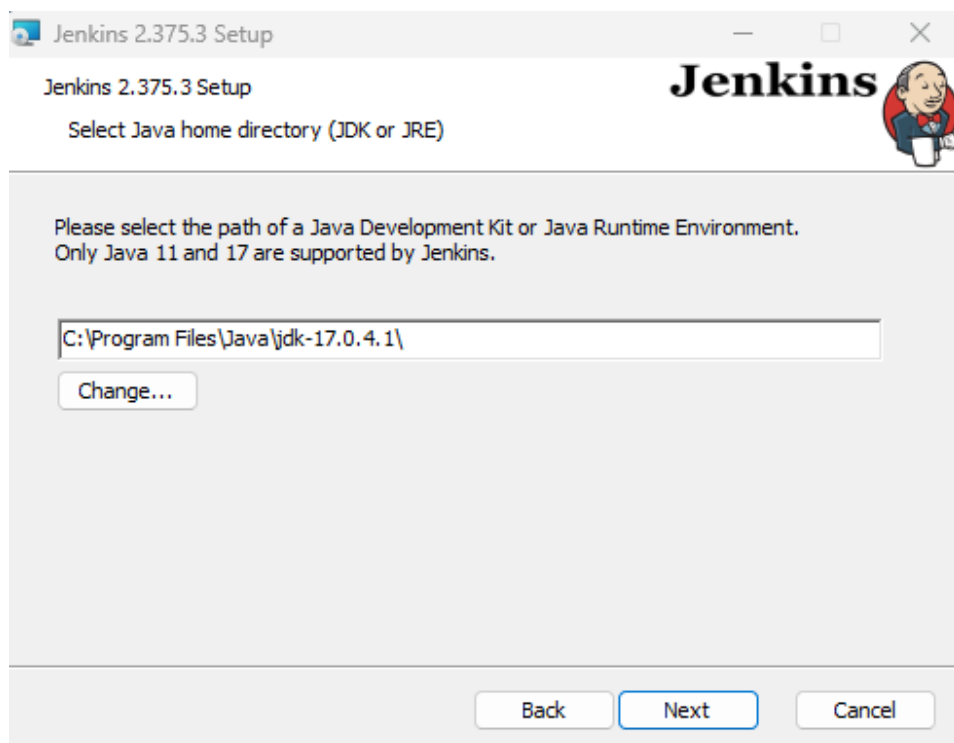 Jenkins 2.375.3 Setup
Jenkins 2.375.3 Setup
Jenkins
Select Java home directory (JDK or JRE)
Please select the path of a Java Development Kit or Java Runtime Environment.
Only Java 11 and 17 are supported by Jenkins.
C:\Program Files\Java\jdk-17.0.4.1\
Change...
Back
Next
Cancel